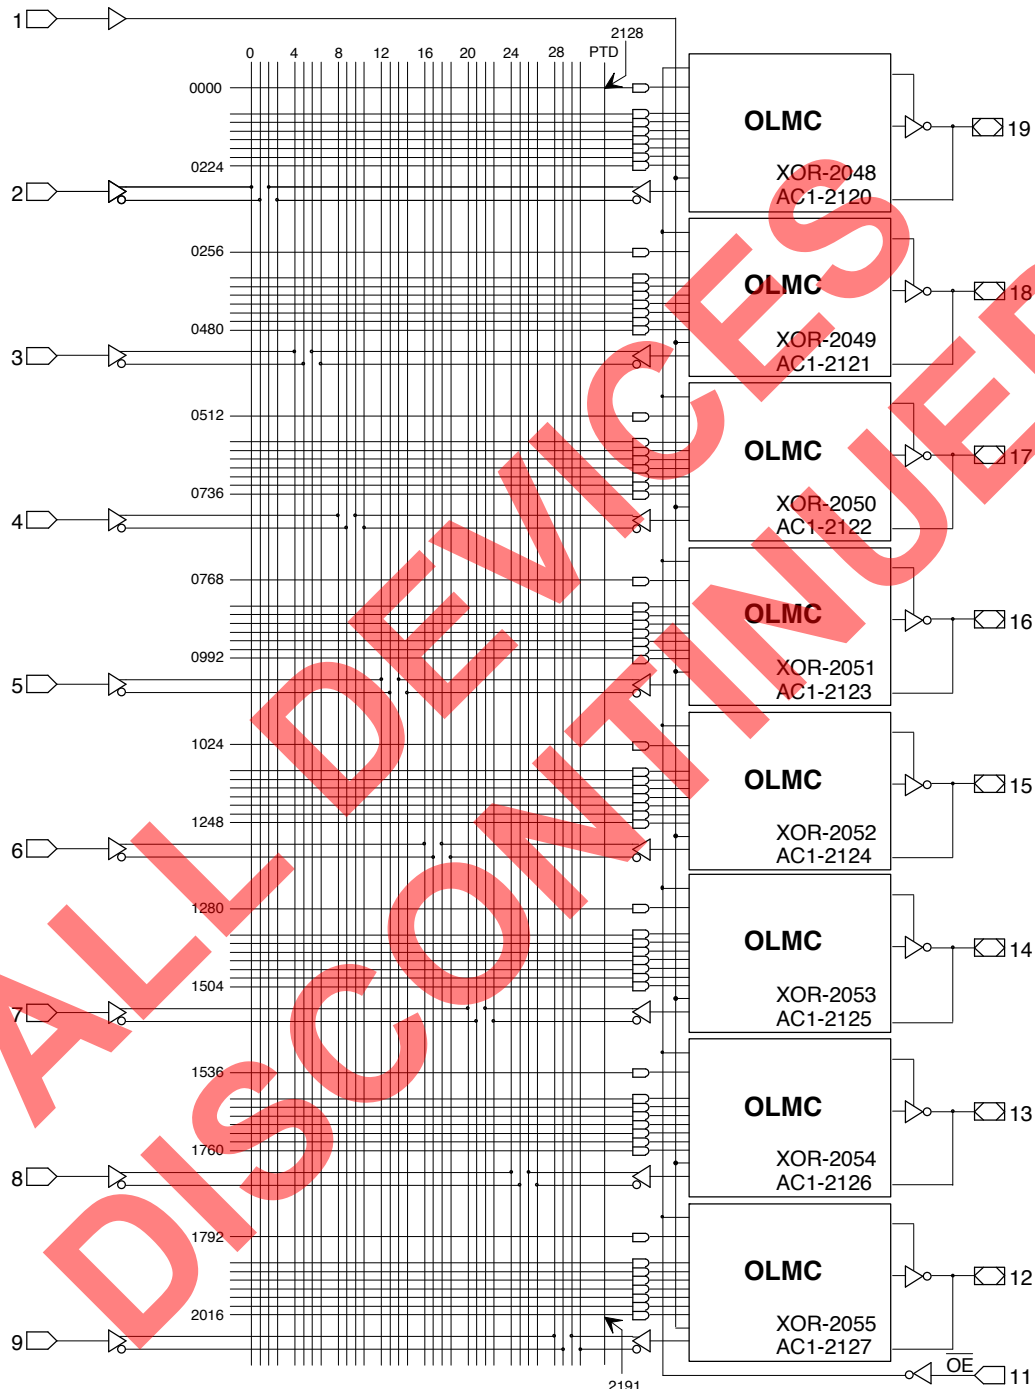 1
2128
0 4 8 12 16 20 24 28 PTD
0000
OLMC
19
0224
XOR-2048
AC1-2120
2
0256
OLMC
18
0480
XOR-2049
AC1-2121
3
0512
OLMC
17
0736
XOR-2050
AC1-2122
4
0768
OLMC
16
0992
XOR-2051
AC1-2123
5
1024
OLMC
15
1248
XOR-2052
AC1-2124
6
1280
OLMC
14
1504
XOR-2053
AC1-2125
7
1536
OLMC
13
1760
XOR-2054
AC1-2126
8
1792
OLMC
12
2016
XOR-2055
AC1-2127
9
OE
11
2191
ALL DEVICES
DISCONTINUED